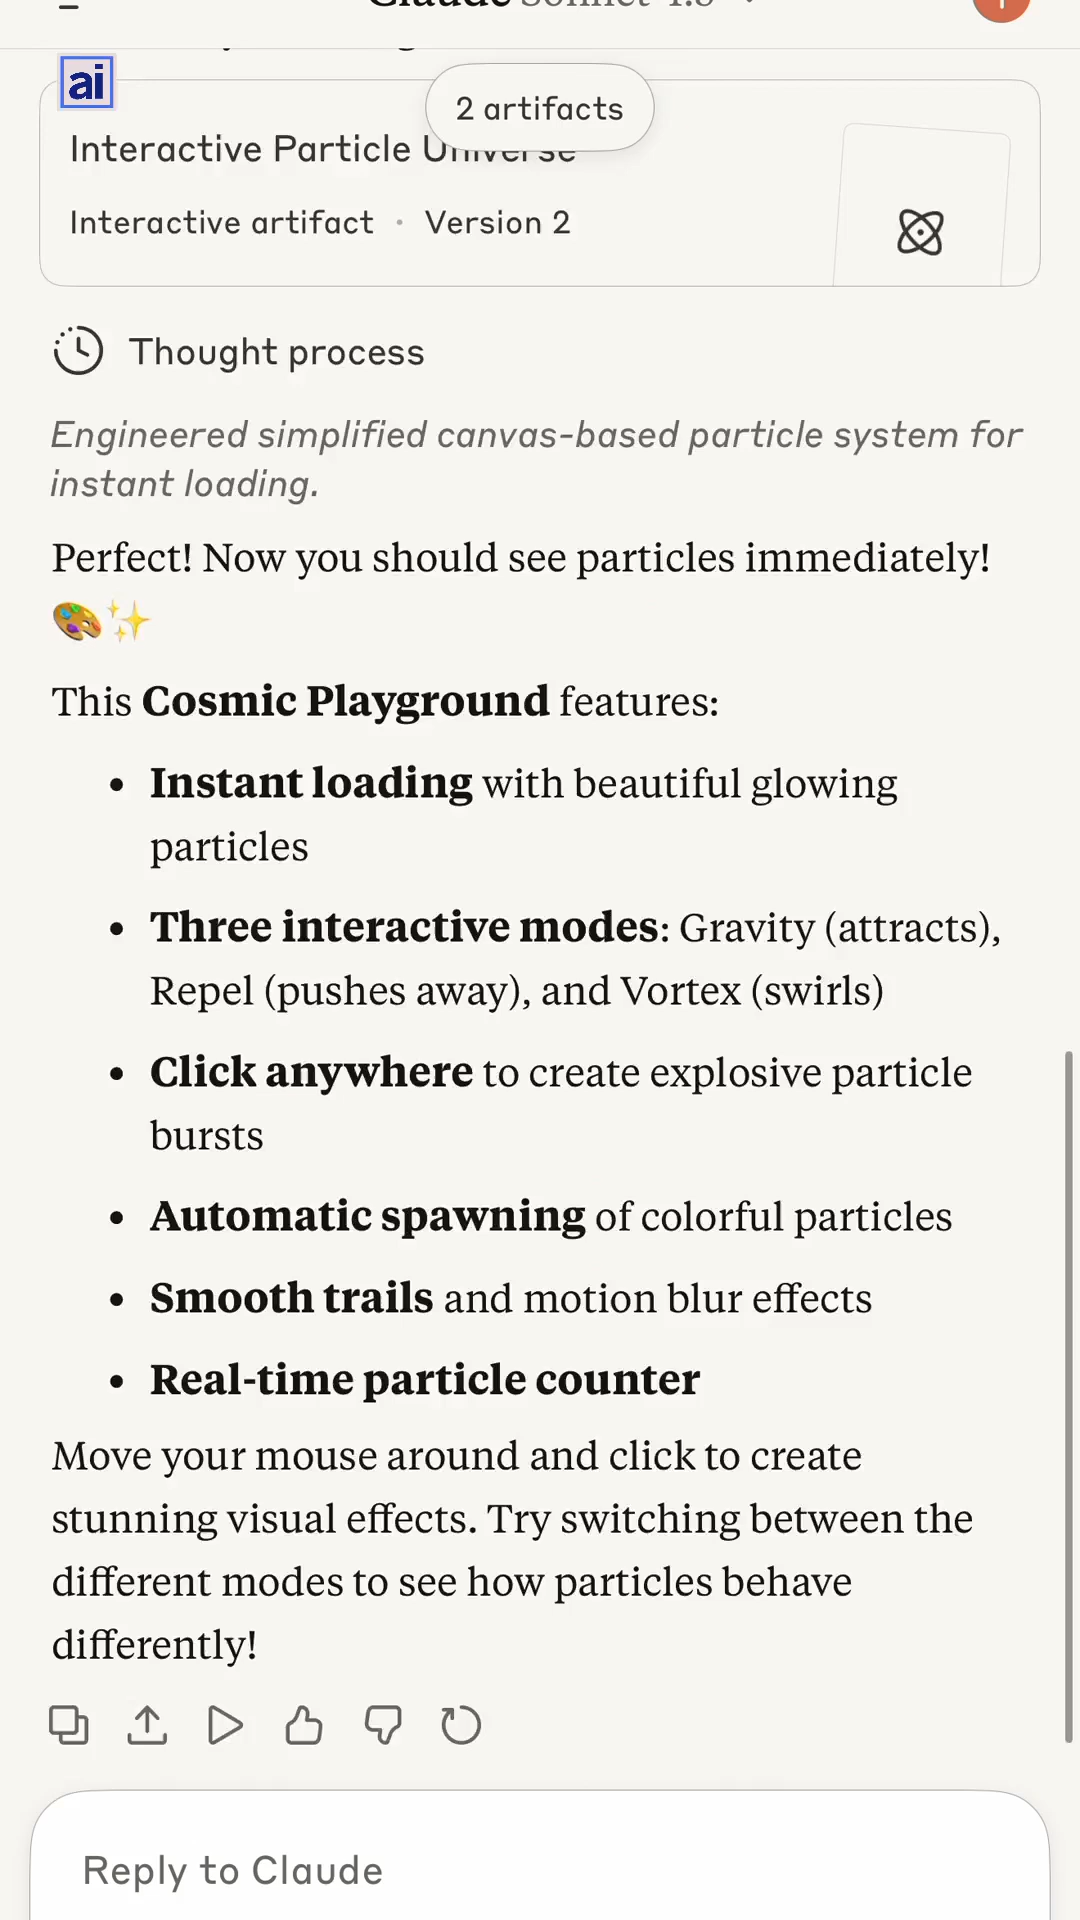 Claude Sonnet 4.5
ai
2 artifacts
Interactive Particle Universe
Interactive artifact · Version 2
Thought process
Engineered simplified canvas-based particle system for
instant loading.
Perfect! Now you should see particles immediately!
🎨✨
This Cosmic Playground features:
• Instant loading with beautiful glowing
particles
• Three interactive modes: Gravity (attracts),
Repel (pushes away), and Vortex (swirls)
• Click anywhere to create explosive particle
bursts
• Automatic spawning of colorful particles
• Smooth trails and motion blur effects
• Real-time particle counter
Move your mouse around and click to create
stunning visual effects. Try switching between the
different modes to see how particles behave
differently!
Reply to Claude